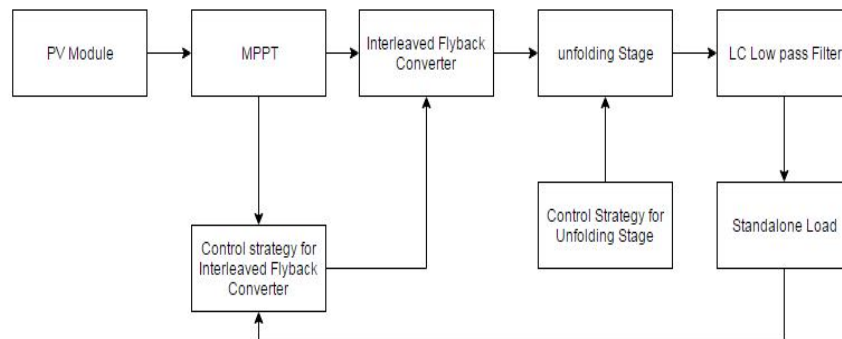 PV Module
MPPT
Interleaved Flyback
Converter
unfolding Stage
LC Low pass Filter
Control strategy for
Interleaved Flyback
Converter
Control Strategy for
Unfolding Stage
Standalone Load